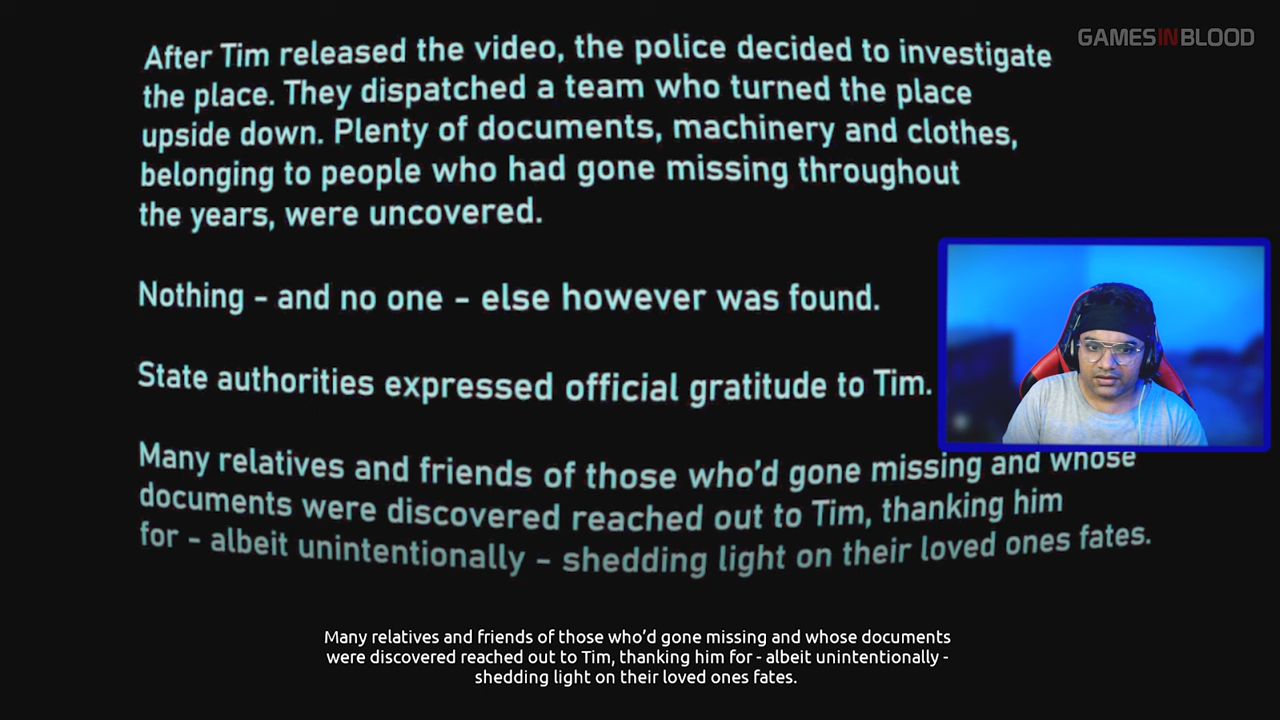 GAMESINBLOOD
After Tim released the video, the police decided to investigate
the place. They dispatched a team who turned the place
upside down. Plenty of documents, machinery and clothes,
belonging to people who had gone missing throughout
the years, were uncovered.
Nothing - and no one - else however was found.
State authorities expressed official gratitude to Tim.
Many relatives and friends of those who'd gone missing and whose
documents were discovered reached out to Tim, thanking him
for - albeit unintentionally - shedding light on their loved ones fates.
Many relatives and friends of those who'd gone missing and whose documents
were discovered reached out to Tim, thanking him for - albeit unintentionally -
shedding light on their loved ones fates.